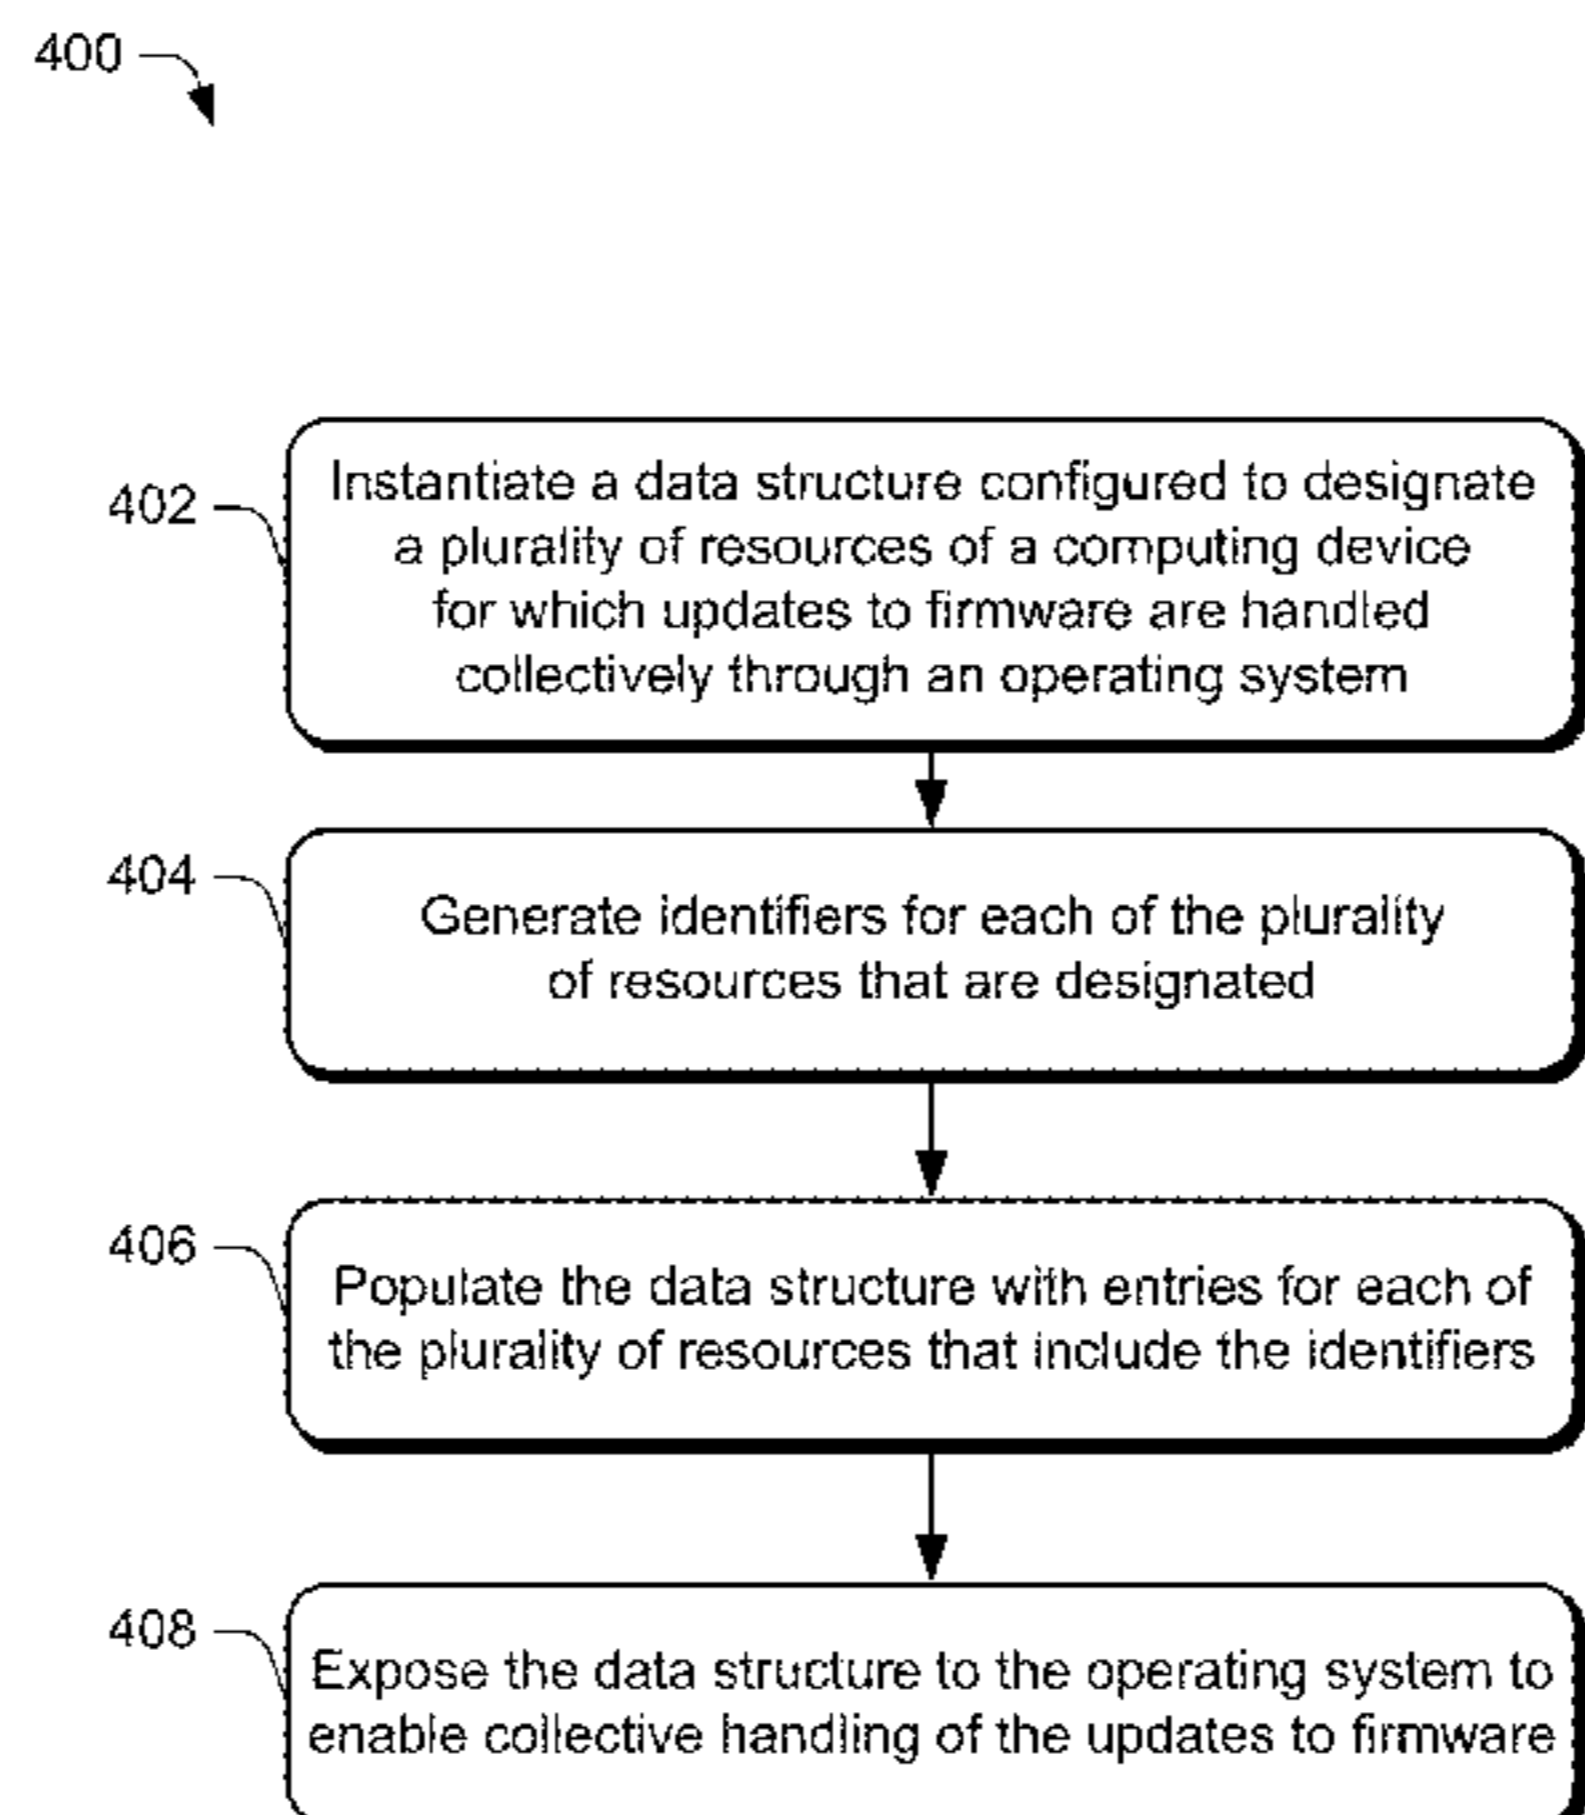 400
402
Instantiate a data structure configured to designate
a plurality of resources of a computing device
for which updates to firmware are handled
collectively through an operating system
404
Generate identifiers for each of the plurality
of resources that are designated
406
Populate the data structure with entries for each of
the plurality of resources that include the identifiers
408
Expose the data structure to the operating system to
enable collective handling of the updates to firmware